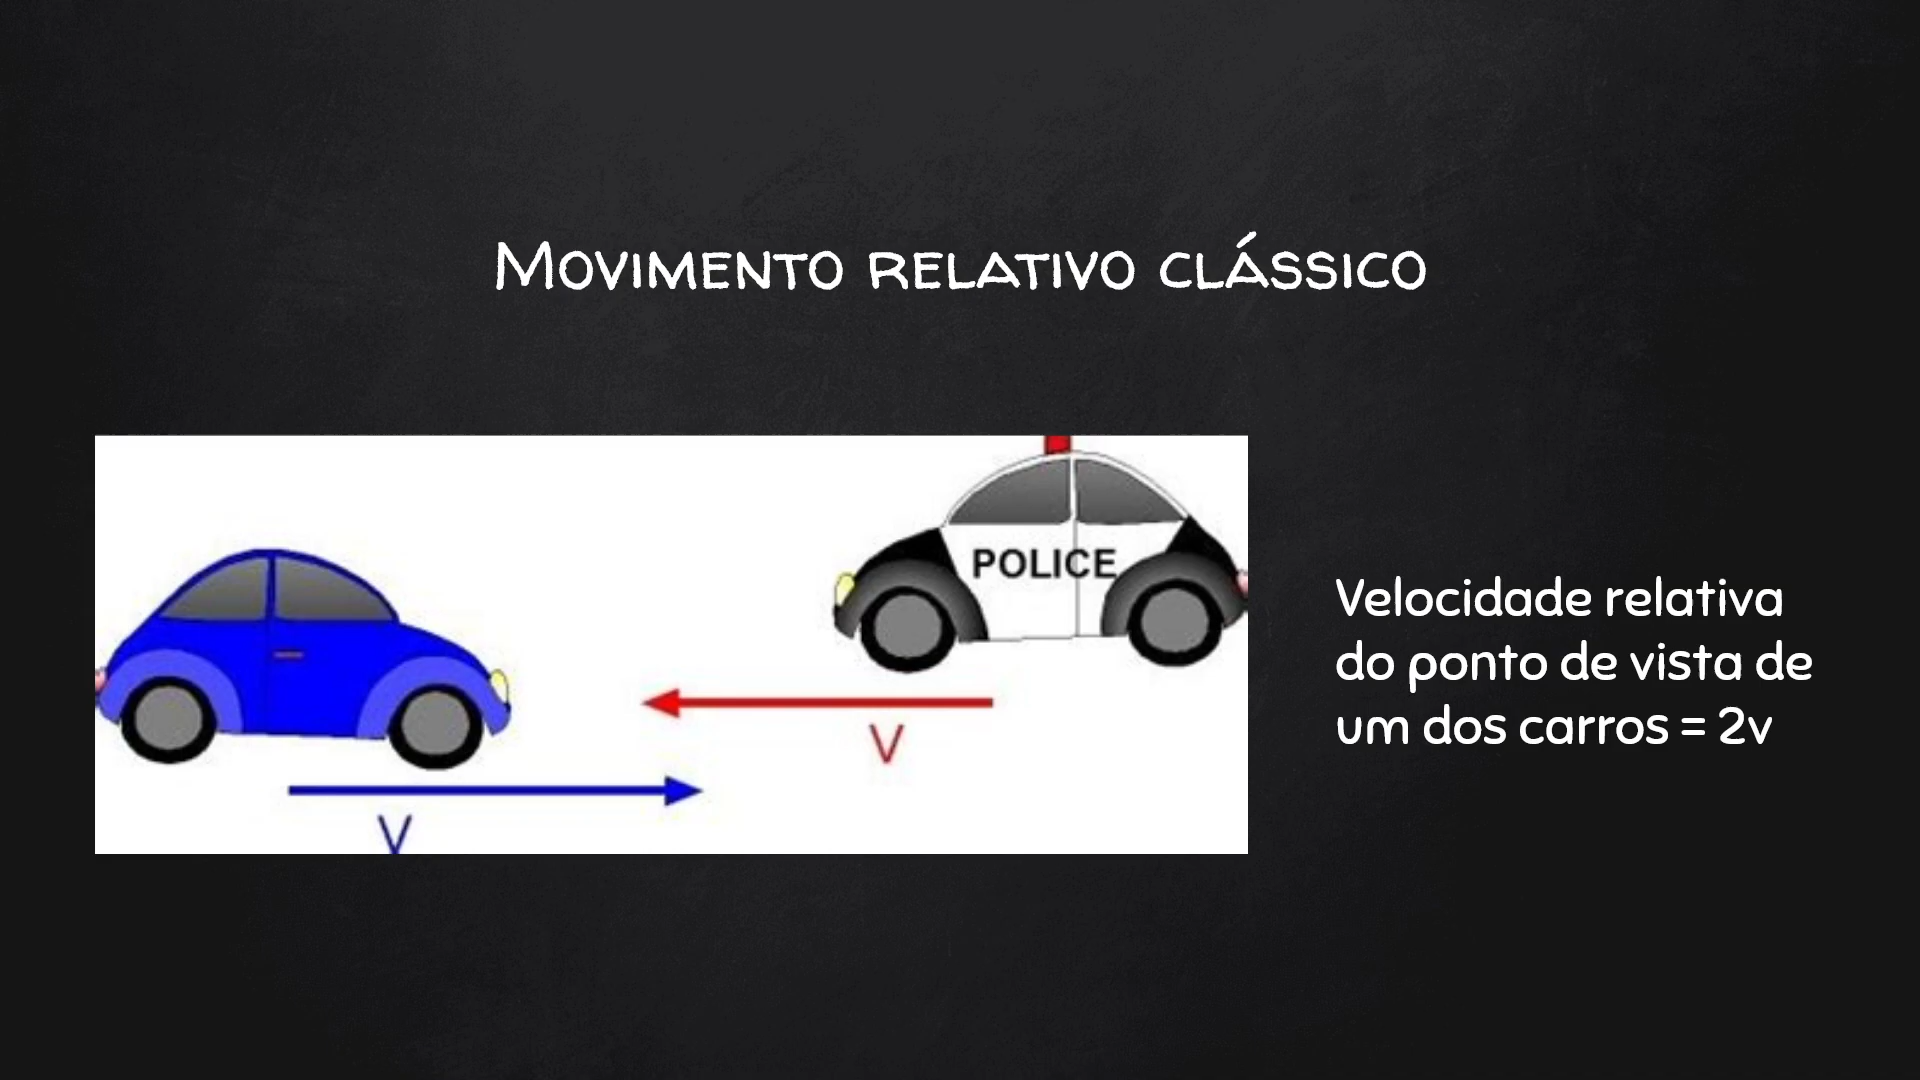 Movimento relativo clássico
POLICE
V
V
Velocidade relativa
do ponto de vista de
um dos carros = 2v